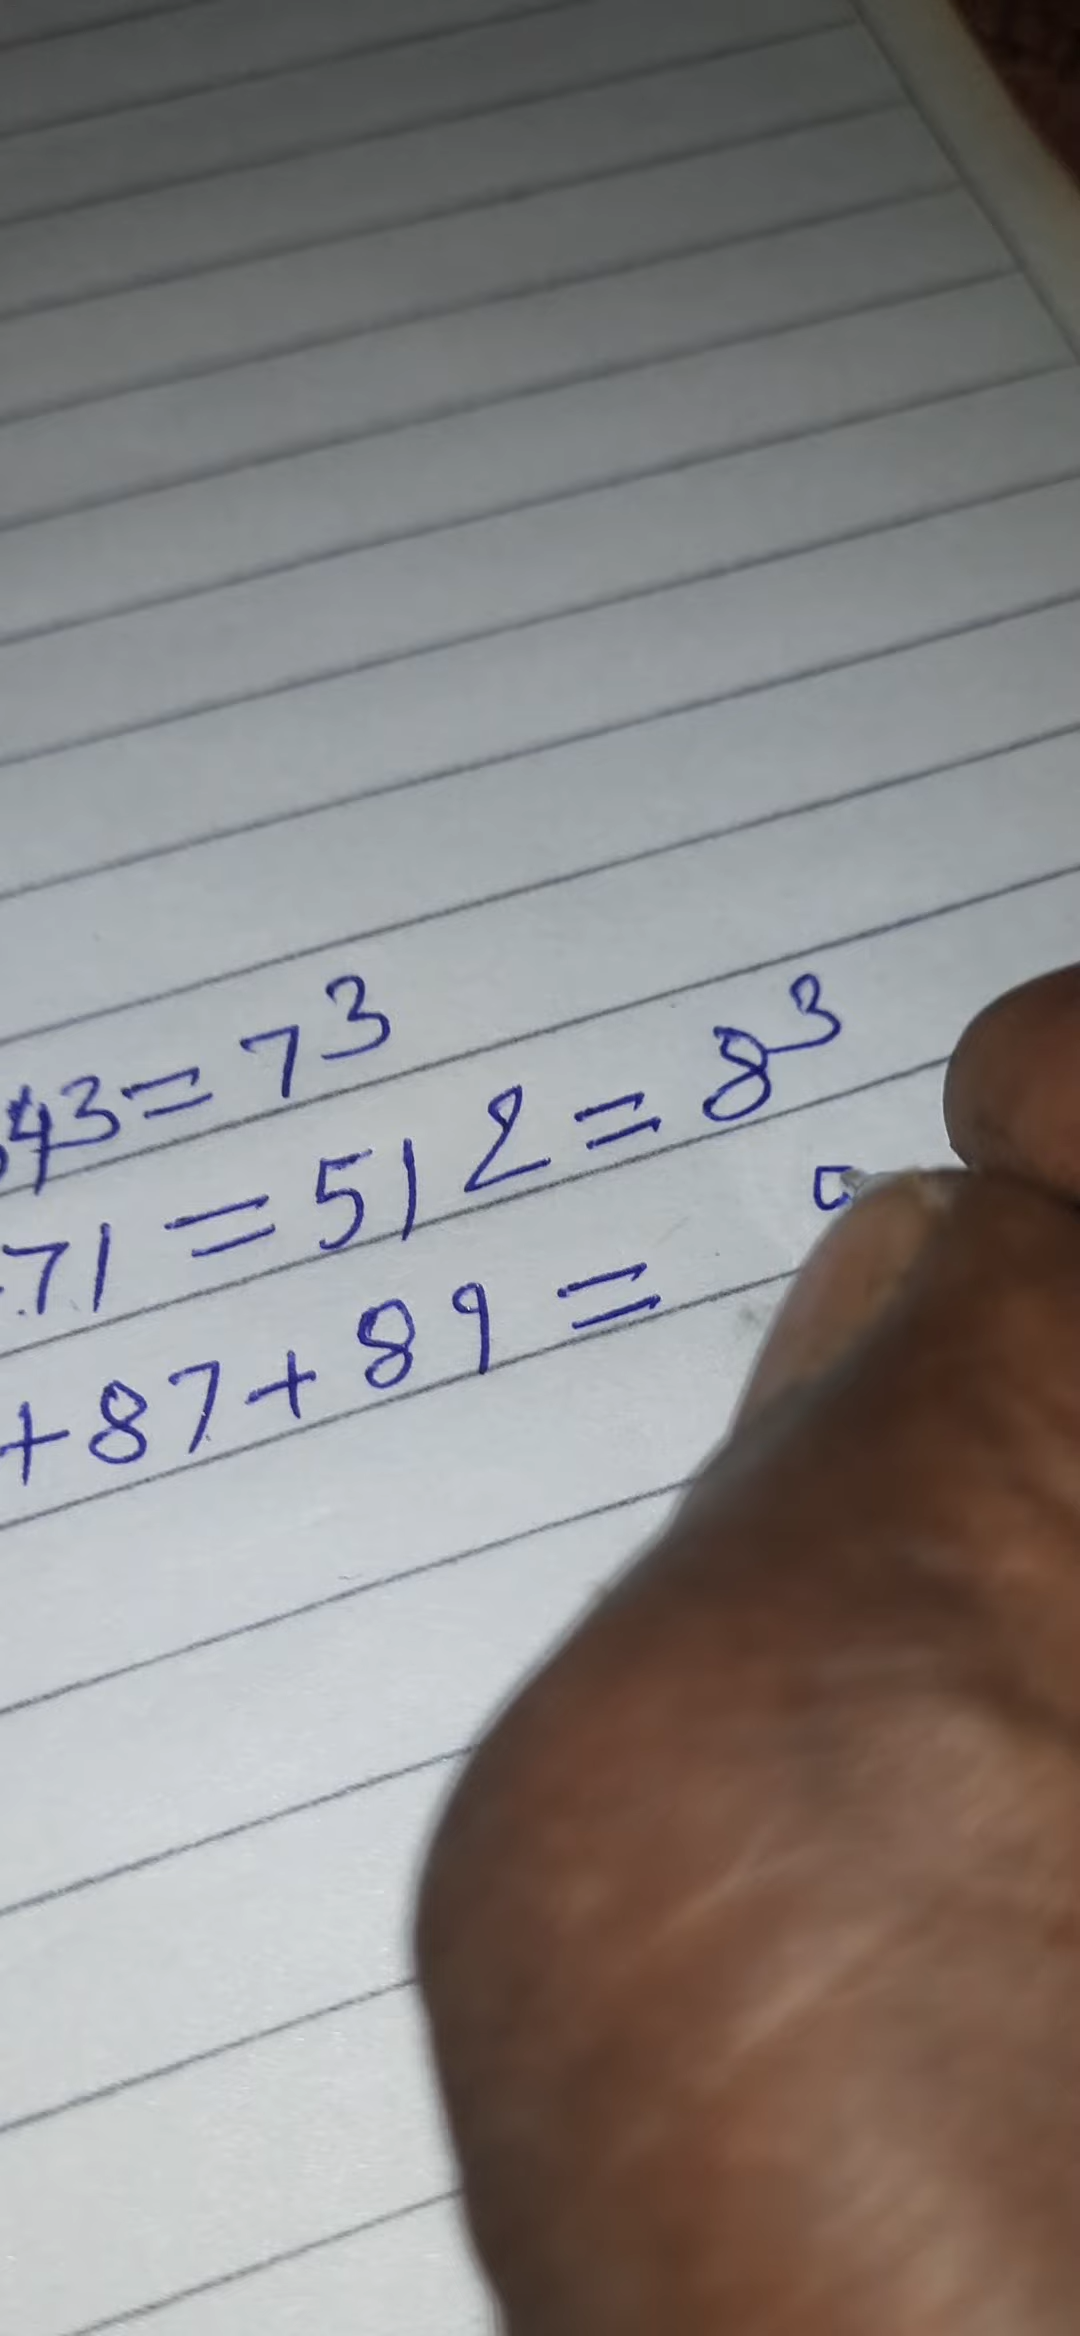 43 = 7³
71 = 512 = 8³
+ 87 + 89 =